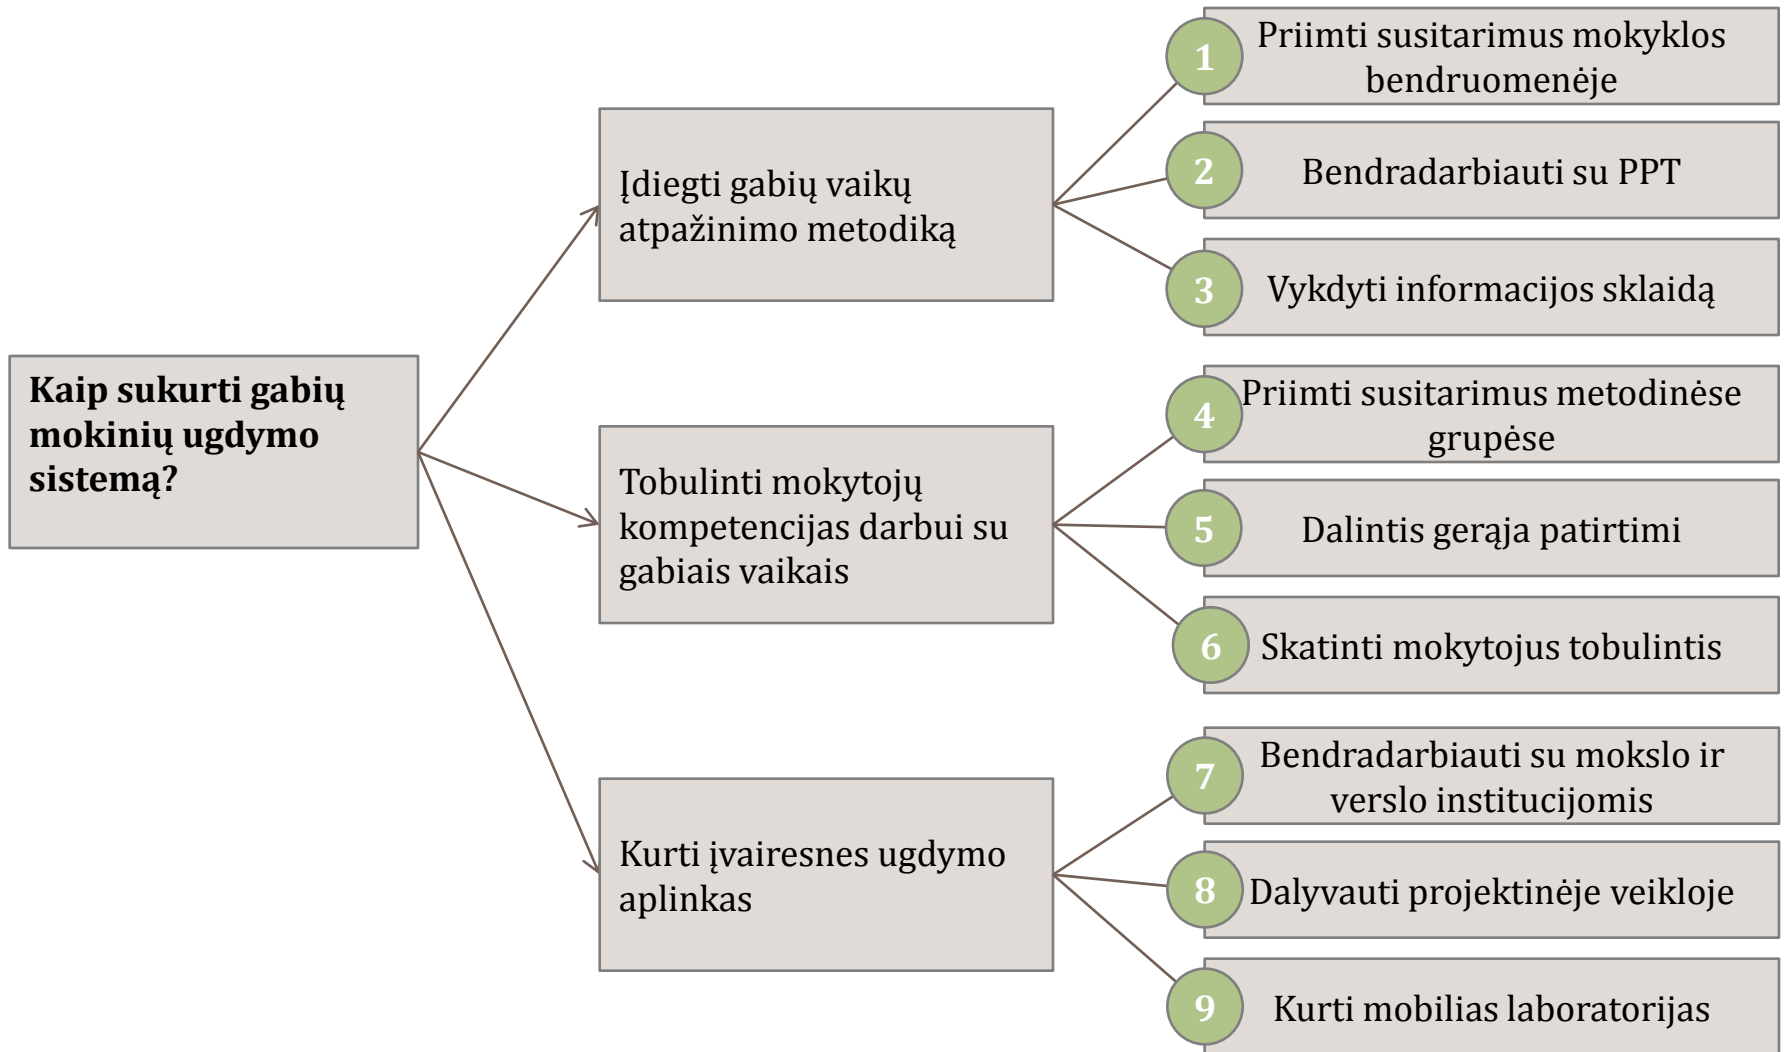 Kaip sukurti gabių
mokinių ugdymo
sistemą?
Įdiegti gabių vaikų
atpažinimo metodiką
1
Priimti susitarimus mokyklos
bendruomenėje
2
Bendradarbiauti su PPT
3
Vykdyti informacijos sklaidą
Tobulinti mokytojų
kompetencijas darbui su
gabiais vaikais
4
Priimti susitarimus metodinėse
grupėse
5
Dalintis gerąja patirtimi
6
Skatinti mokytojus tobulintis
Kurti įvairesnes ugdymo
aplinkas
7
Bendradarbiauti su mokslo ir
verslo institucijomis
8
Dalyvauti projektinėje veikloje
9
Kurti mobilias laboratorijas